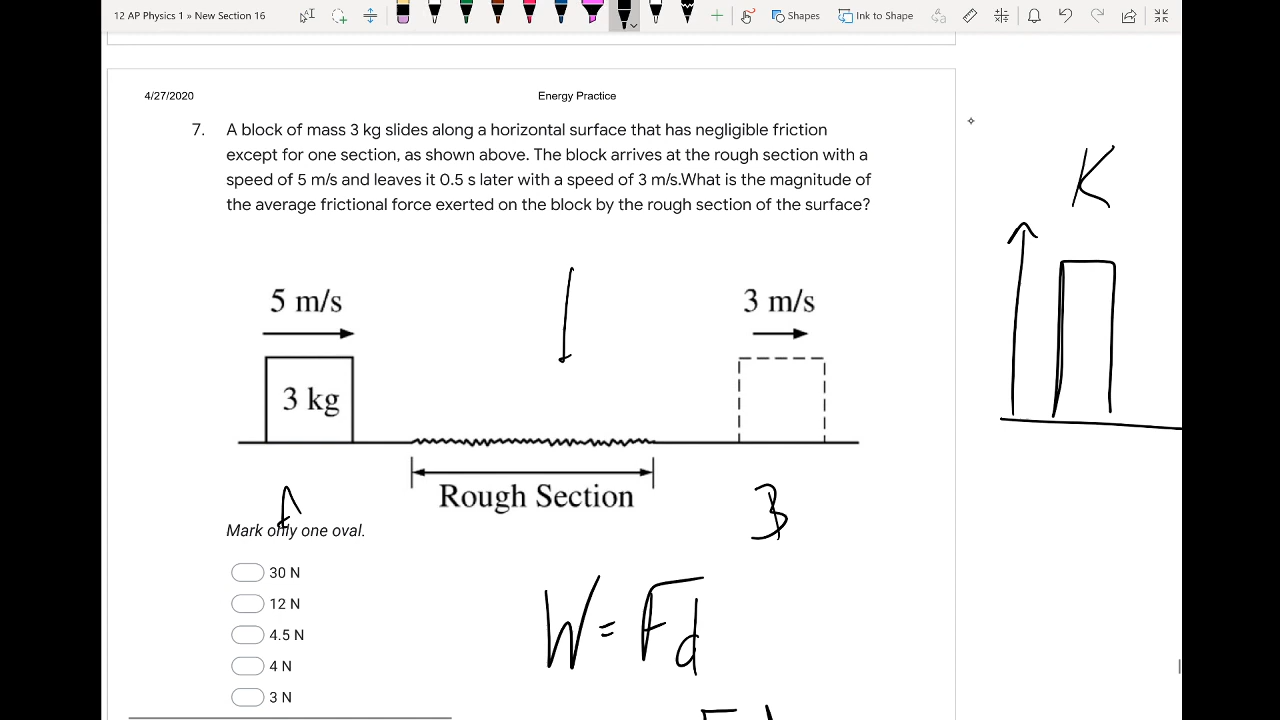 12 AP Physics 1 » New Section 16
Shapes
Ink to Shape
4/27/2020
Energy Practice
7. A block of mass 3 kg slides along a horizontal surface that has negligible friction
except for one section, as shown above. The block arrives at the rough section with a
speed of 5 m/s and leaves it 0.5 s later with a speed of 3 m/s.What is the magnitude of
the average frictional force exerted on the block by the rough section of the surface?
K
5 m/s
3 m/s
3 kg
Rough Section
A
B
Mark only one oval.
30 N
12 N
4.5 N
4 N
3 N
W = Fd